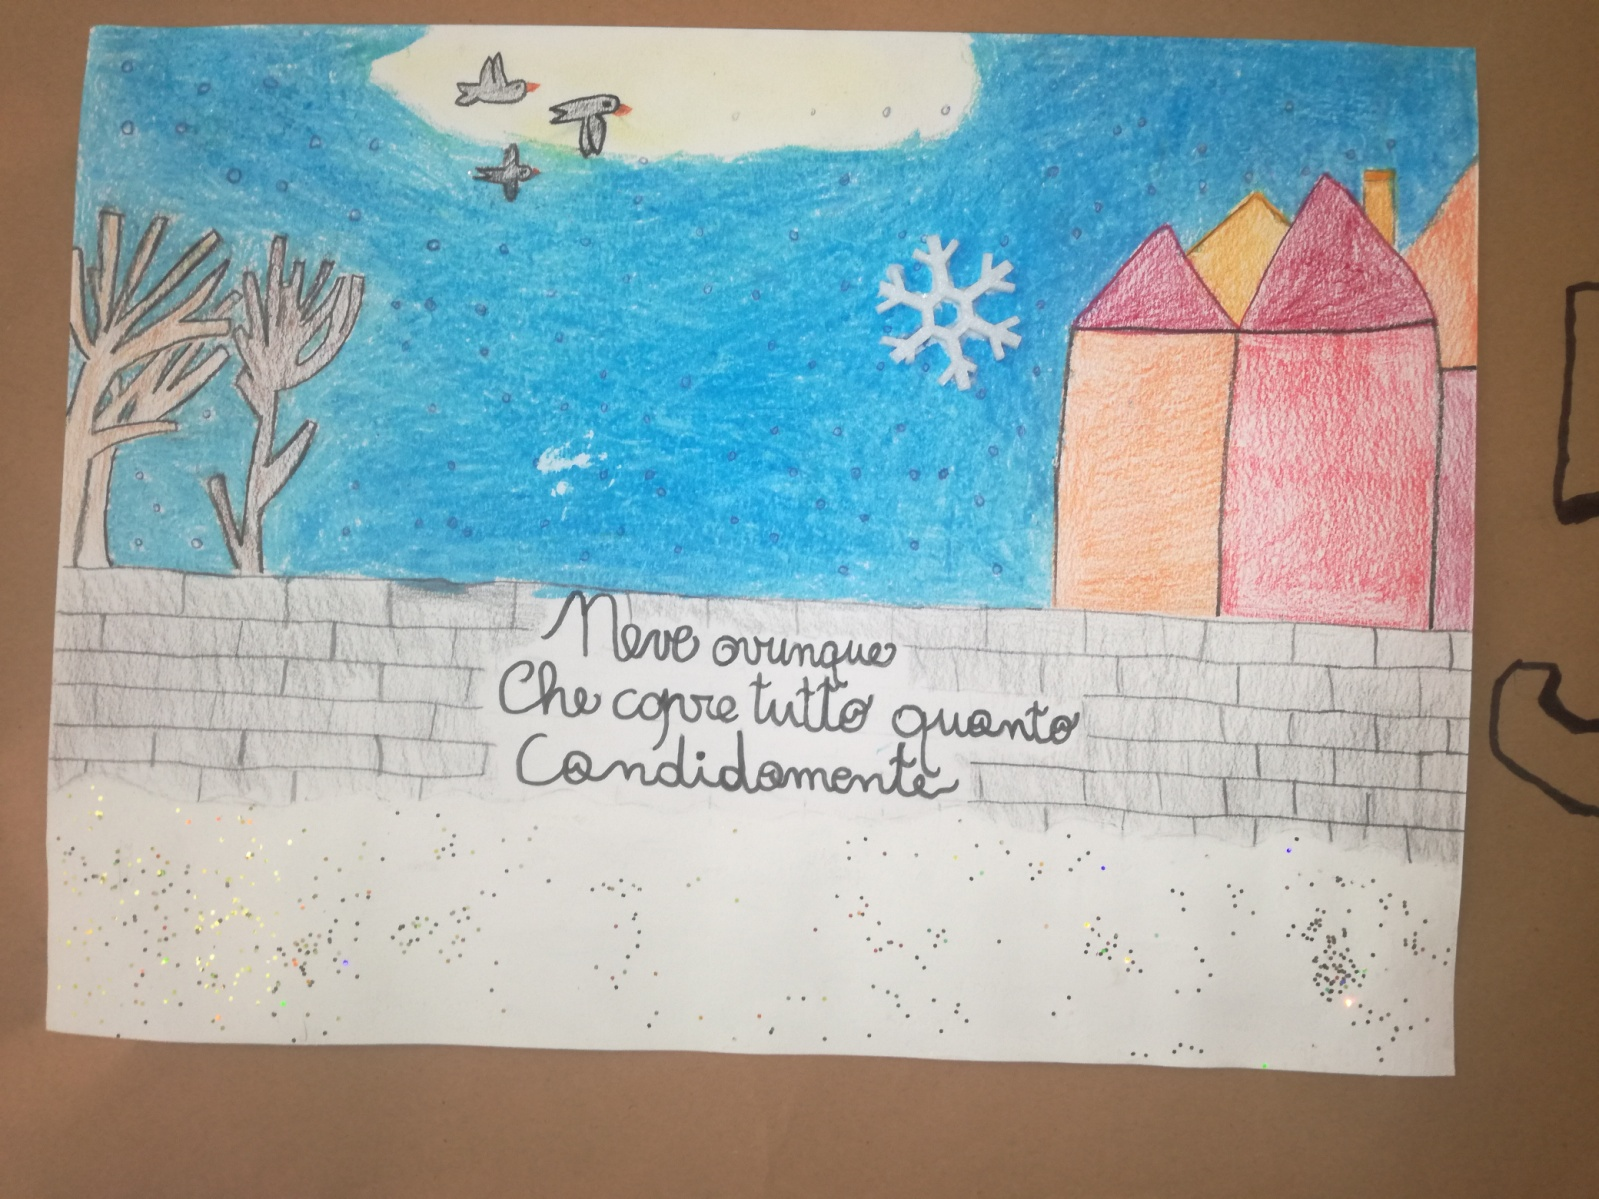 Neve ovunque
Che copre tutto quanto
Candidamente